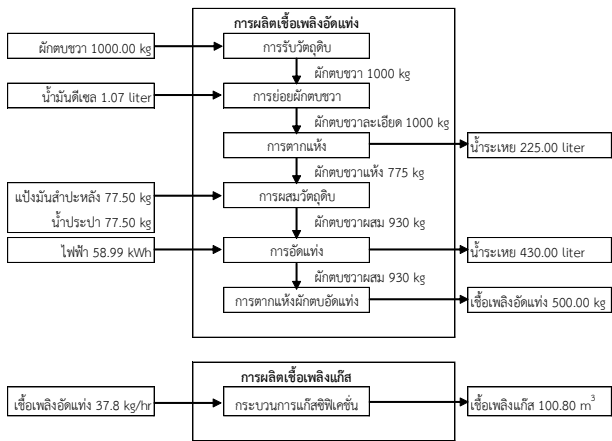 การผลิตเชื้อเพลิงอัดแท่ง
ผักตบชวา 1000.00 kg
การรับวัตถุดิบ
ผักตบชวา 1000 kg
น้ำมันดีเซล 1.07 liter
การย่อยผักตบชวา
ผักตบชวาละเอียด 1000 kg
การตากแห้ง
น้ำระเหย 225.00 liter
ผักตบชวาแห้ง 775 kg
แป้งมันสำปะหลัง 77.50 kg
น้ำประปา 77.50 kg
การผสมวัตถุดิบ
ผักตบชวาผสม 930 kg
ไฟฟ้า 58.99 kWh
การอัดแท่ง
น้ำระเหย 430.00 liter
ผักตบชวาผสม 930 kg
การตากแห้งผักตบอัดแท่ง
เชื้อเพลิงอัดแท่ง 500.00 kg
การผลิตเชื้อเพลิงแก๊ส
เชื้อเพลิงอัดแท่ง 37.8 kg/hr
กระบวนการแก๊สซิฟิเคชั่น
เชื้อเพลิงแก๊ส 100.80 m³